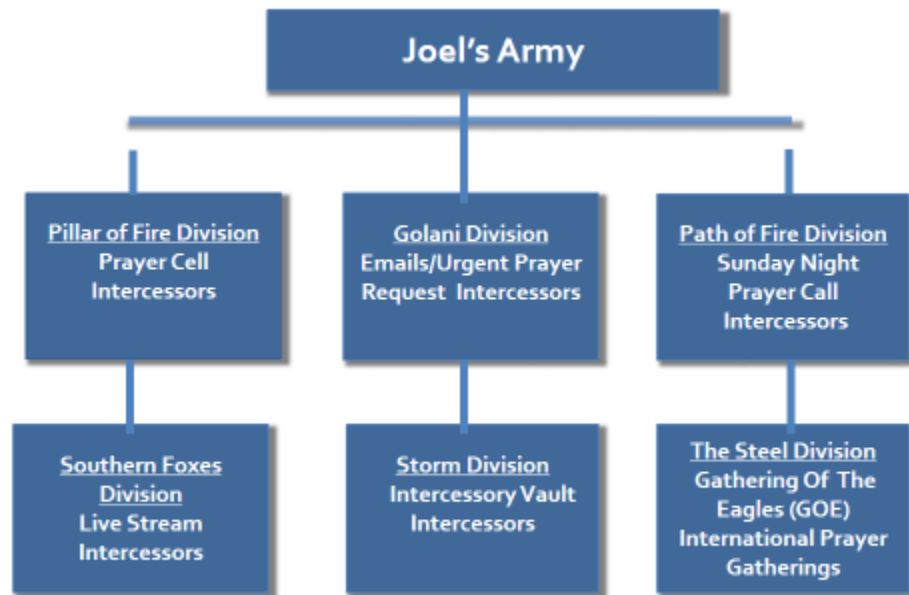 Joel's Army
Pillar of Fire Division
Prayer Cell
Intercessors
Golani Division
Emails/Urgent Prayer
Request Intercessors
Path of Fire Division
Sunday Night
Prayer Call
Intercessors
Southern Foxes
Division
Live Stream
Intercessors
Storm Division
Intercessory Vault
Intercessors
The Steel Division
Gathering Of The
Eagles (GOE)
International Prayer
Gatherings